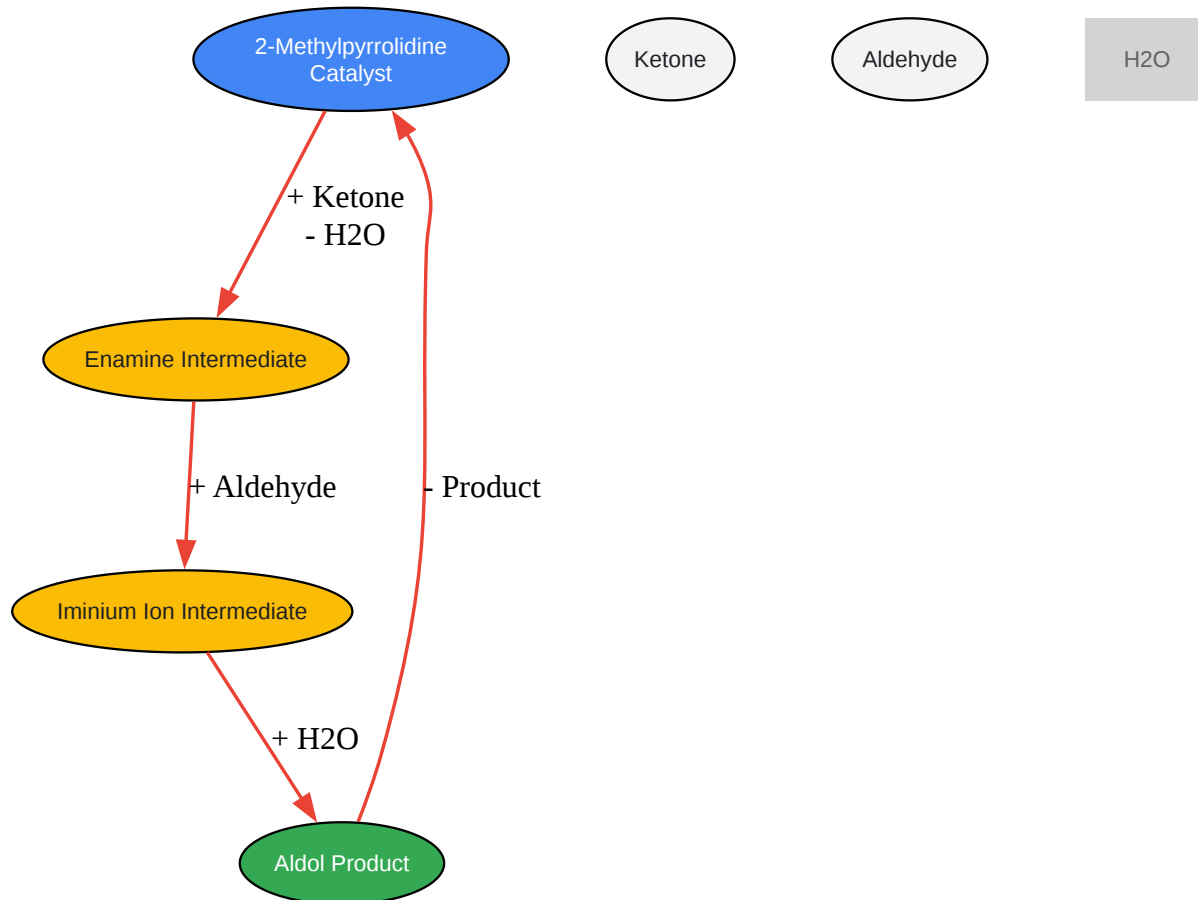 2-Methylpyrrolidine
Catalyst
Ketone
Aldehyde
H2O
+ Ketone
- H2O
Enamine Intermediate
+ Aldehyde
- Product
Iminium Ion Intermediate
+ H2O
Aldol Product